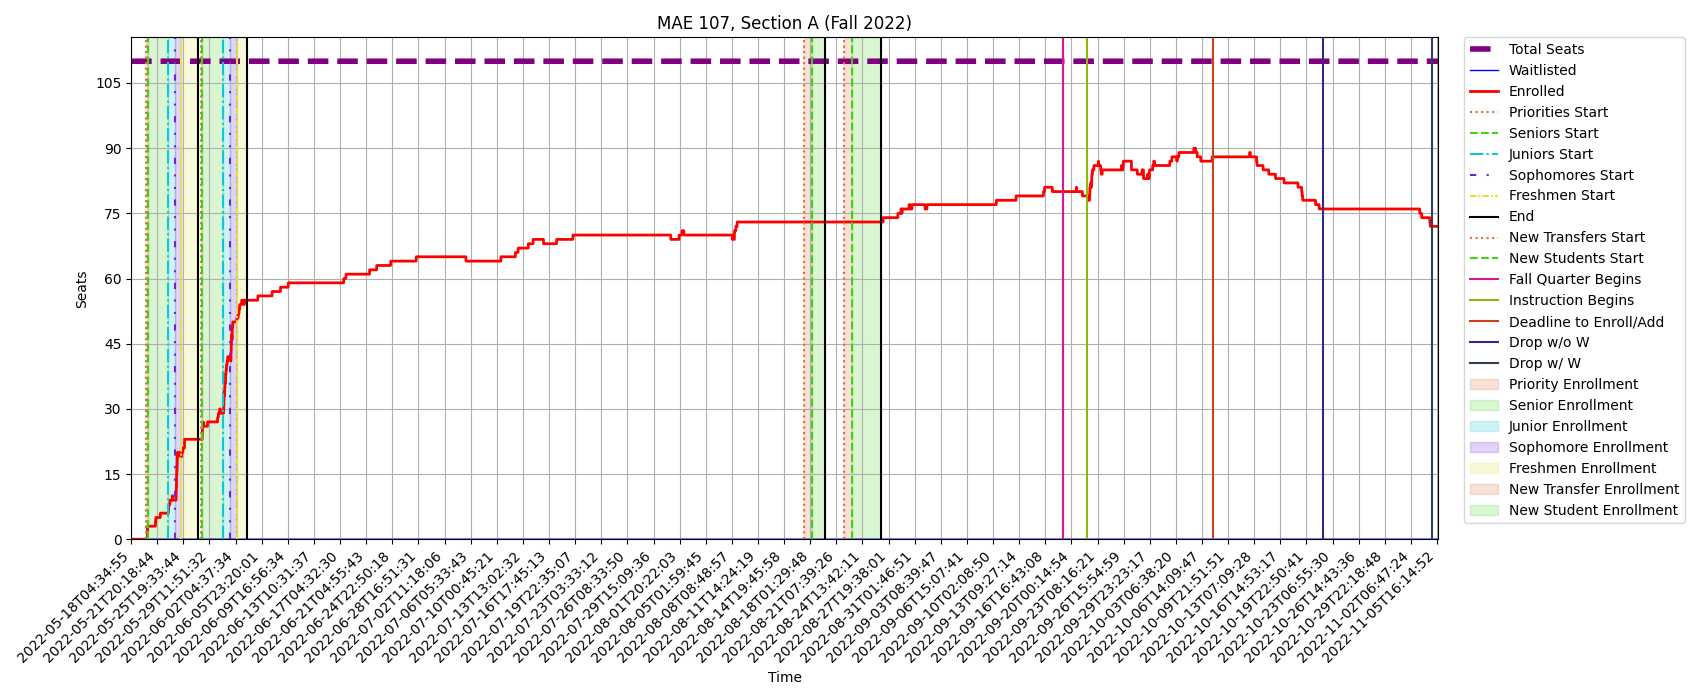 MAE 107, Section A (Fall 2022)
Seats
105
90
75
60
45
30
15
0
2022-05-18T04:34:55
2022-05-21T20:18:44
2022-05-25T19:33:44
2022-05-29T11:51:32
2022-06-02T04:37:34
2022-06-05T23:20:01
2022-06-09T16:56:34
2022-06-13T10:31:37
2022-06-17T04:32:30
2022-06-21T04:55:43
2022-06-24T22:50:18
2022-06-28T16:51:31
2022-07-02T11:18:06
2022-07-06T05:33:43
2022-07-10T00:45:21
2022-07-13T13:02:32
2022-07-16T17:45:13
2022-07-19T22:35:07
2022-07-23T03:33:12
2022-07-26T08:33:50
2022-07-29T15:09:36
2022-08-01T20:22:03
2022-08-05T01:59:45
2022-08-08T08:48:57
2022-08-11T14:24:19
2022-08-14T19:45:58
2022-08-18T01:29:48
2022-08-21T07:39:26
2022-08-24T13:42:11
2022-08-27T19:38:01
2022-08-31T01:46:51
2022-09-03T08:39:47
2022-09-06T15:07:41
2022-09-10T02:08:50
2022-09-13T09:27:14
2022-09-16T16:43:08
2022-09-20T00:14:54
2022-09-23T08:16:21
2022-09-26T15:54:59
2022-09-29T23:23:17
2022-10-03T06:38:20
2022-10-06T14:09:47
2022-10-09T21:51:51
2022-10-13T07:09:28
2022-10-16T14:53:17
2022-10-19T22:50:41
2022-10-23T06:55:30
2022-10-26T14:43:36
2022-10-29T22:18:48
2022-11-02T06:47:24
2022-11-05T16:14:52
Time
Total Seats
Waitlisted
Enrolled
Priorities Start
Seniors Start
Juniors Start
Sophomores Start
Freshmen Start
End
New Transfers Start
New Students Start
Fall Quarter Begins
Instruction Begins
Deadline to Enroll/Add
Drop w/o W
Drop w/ W
Priority Enrollment
Senior Enrollment
Junior Enrollment
Sophomore Enrollment
Freshmen Enrollment
New Transfer Enrollment
New Student Enrollment